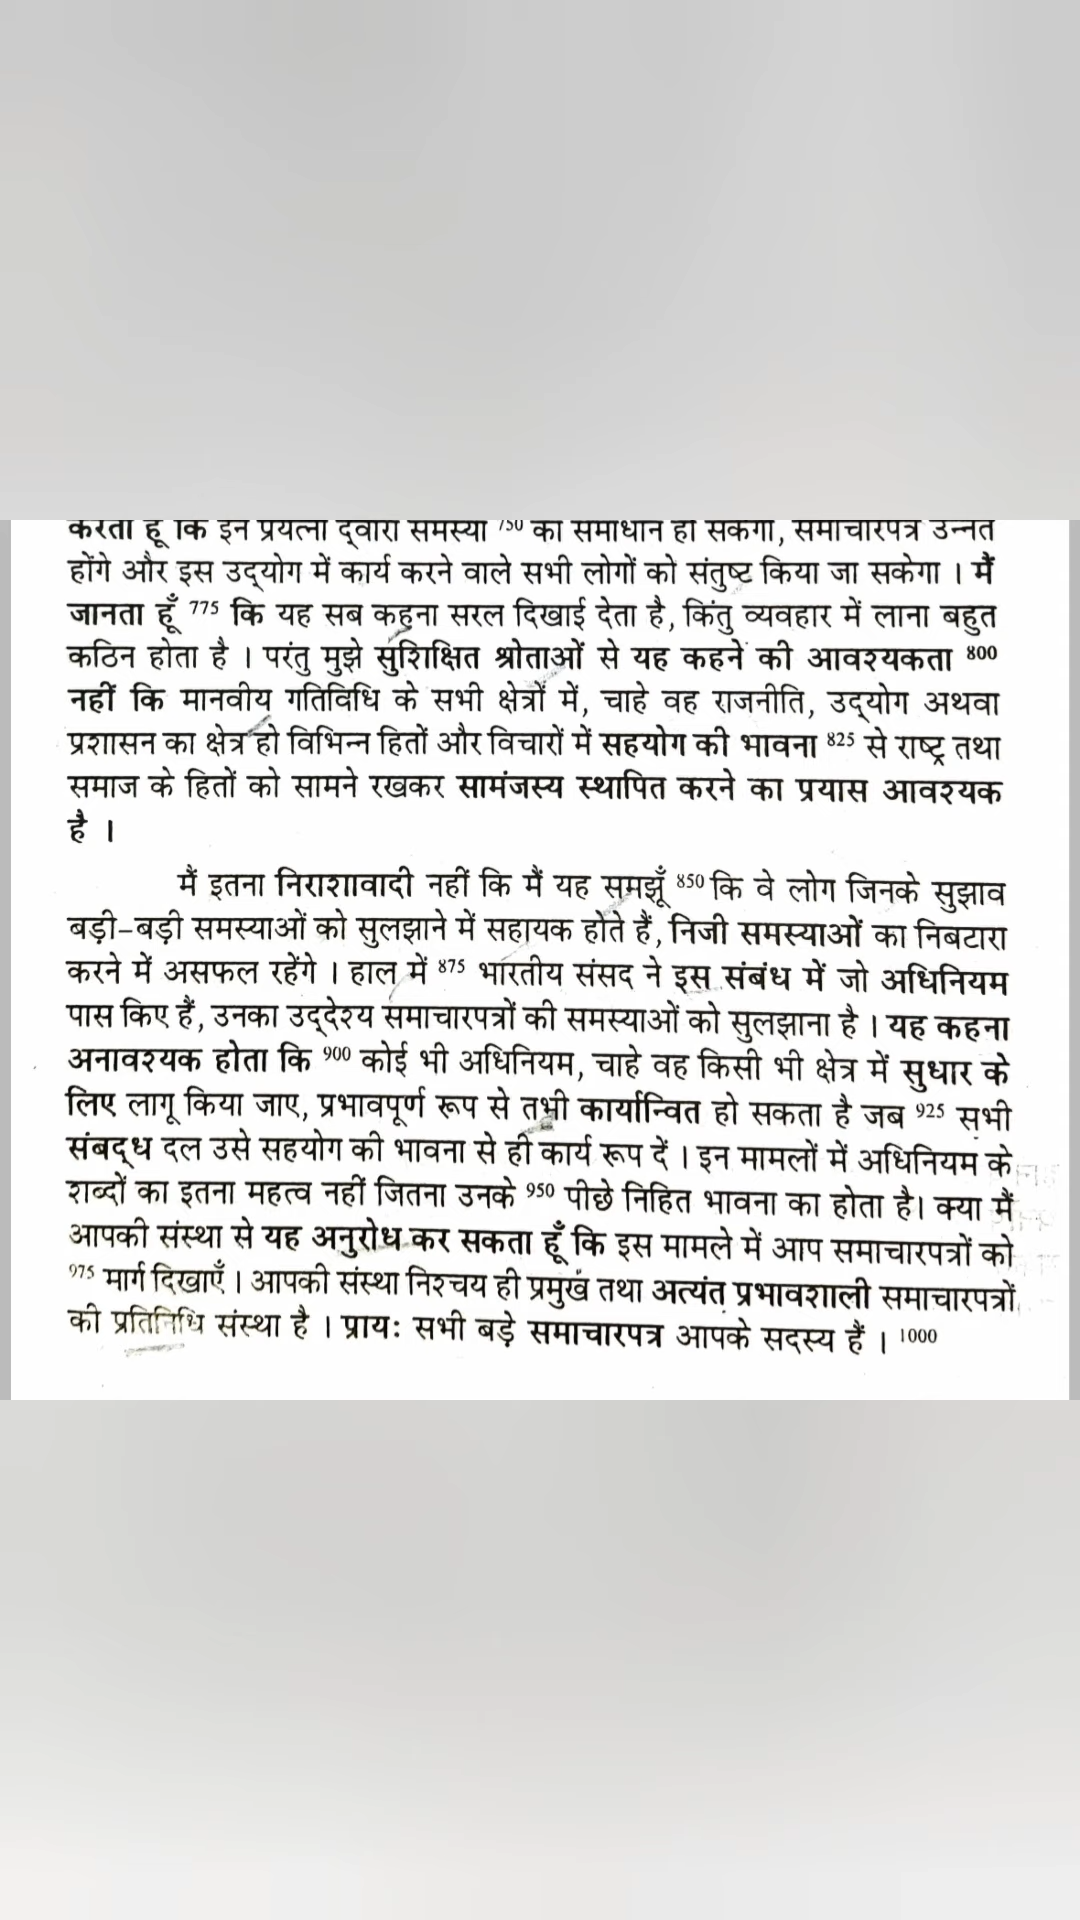 करता हूँ कि इन प्रयत्नों द्वारा समस्या 750 का समाधान हो सकेगा, समाचारपत्र उन्नत
होंगे और इस उद्योग में कार्य करने वाले सभी लोगों को संतुष्ट किया जा सकेगा । मैं
जानता हूँ 775 कि यह सब कहना सरल दिखाई देता है, किंतु व्यवहार में लाना बहुत
कठिन होता है । परंतु मुझे सुशिक्षित श्रोताओं से यह कहने की आवश्यकता 800
नहीं कि मानवीय गतिविधि के सभी क्षेत्रों में, चाहे वह राजनीति, उद्योग अथवा
प्रशासन का क्षेत्र हो विभिन्न हितों और विचारों में सहयोग की भावना 825 से राष्ट्र तथा
समाज के हितों को सामने रखकर सामंजस्य स्थापित करने का प्रयास आवश्यक
है ।
मैं इतना निराशावादी नहीं कि मैं यह समझूँ 850 कि वे लोग जिनके सुझाव
बड़ी-बड़ी समस्याओं को सुलझाने में सहायक होते हैं, निजी समस्याओं का निबटारा
करने में असफल रहेंगे । हाल में 875 भारतीय संसद ने इस संबंध में जो अधिनियम
पास किए हैं, उनका उद्देश्य समाचारपत्रों की समस्याओं को सुलझाना है । यह कहना
अनावश्यक होता कि 900 कोई भी अधिनियम, चाहे वह किसी भी क्षेत्र में सुधार के
लिए लागू किया जाए, प्रभावपूर्ण रूप से तभी कार्यान्वित हो सकता है जब 925 सभी
संबद्ध दल उसे सहयोग की भावना से ही कार्य रूप दें । इन मामलों में अधिनियम के
शब्दों का इतना महत्व नहीं जितना उनके 950 पीछे निहित भावना का होता है। क्या मैं
आपकी संस्था से यह अनुरोध कर सकता हूँ कि इस मामले में आप समाचारपत्रों को
975 मार्ग दिखाएँ । आपकी संस्था निश्चय ही प्रमुख तथा अत्यंत प्रभावशाली समाचारपत्रों
की प्रतिनिधि संस्था है । प्रायः सभी बड़े समाचारपत्र आपके सदस्य हैं । 1000